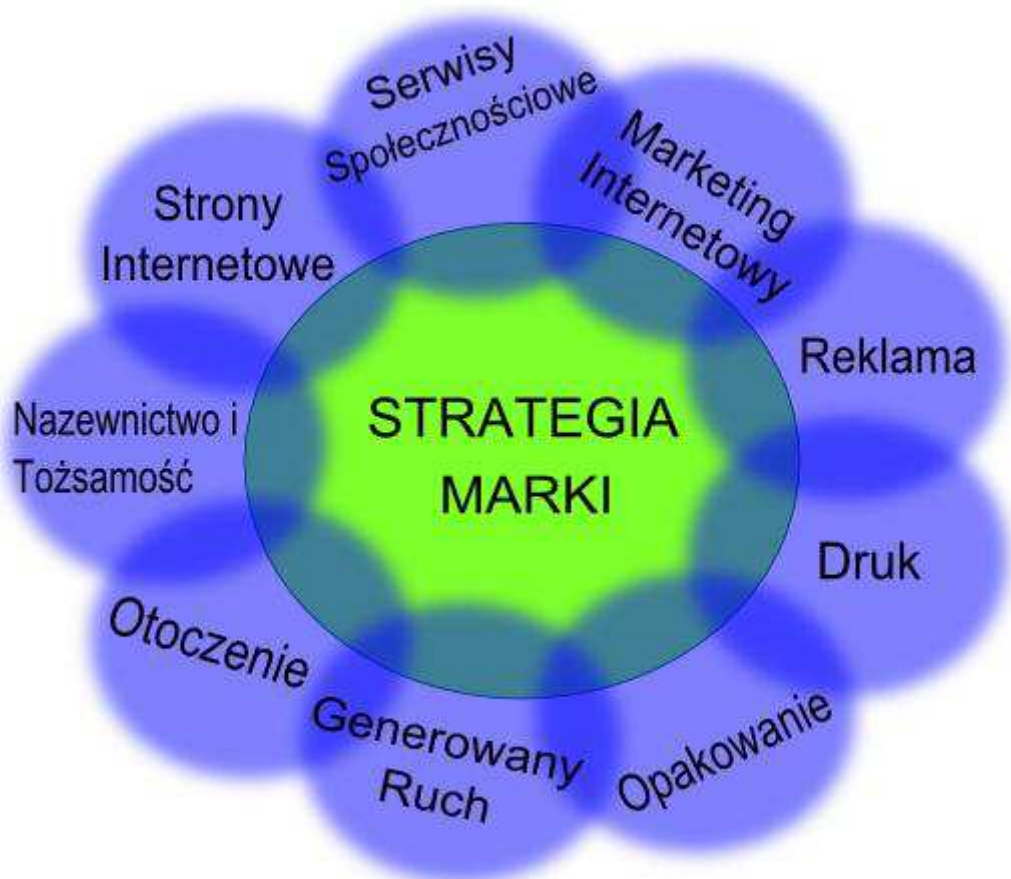 Serwisy
Społecznościowe
Marketing
Internetowy
Strony
Internetowe
Reklama
STRATEGIA
MARKI
Nazewnictwo i
Tożsamość
Druk
Otoczenie
Generowany
Ruch
Opakowanie